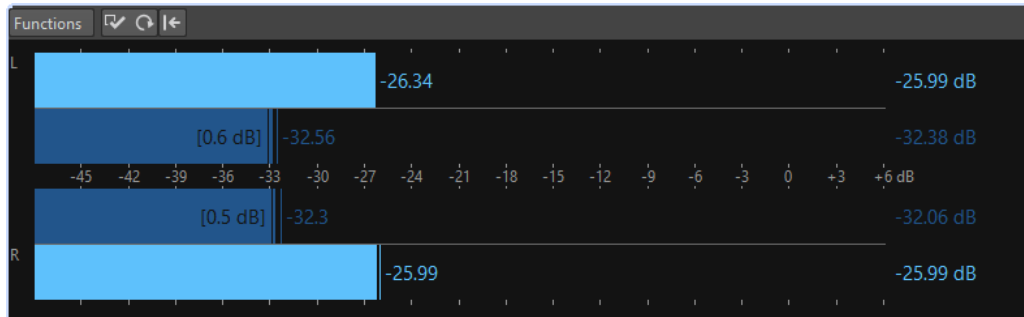 Functions
L
-26.34
-25.99 dB
[0.6 dB]
-32.56
-32.38 dB
-45 -42 -39 -36 -33 -30 -27 -24 -21 -18 -15 -12 -9 -6 -3 0 +3 +6 dB
[0.5 dB]
-32.3
-32.06 dB
R
-25.99
-25.99 dB